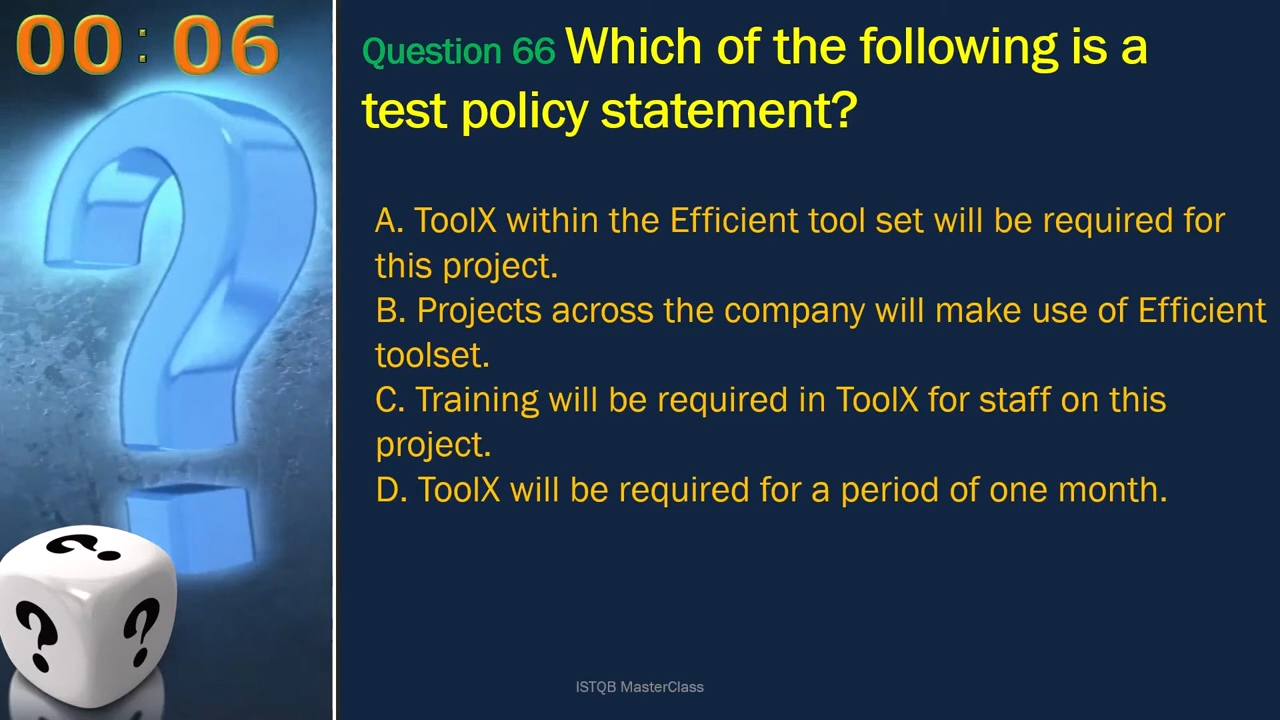 00:06
Question 66 Which of the following is a
test policy statement?
A. ToolX within the Efficient tool set will be required for
this project.
B. Projects across the company will make use of Efficient
toolset.
C. Training will be required in ToolX for staff on this
project.
D. ToolX will be required for a period of one month.
ISTQB MasterClass